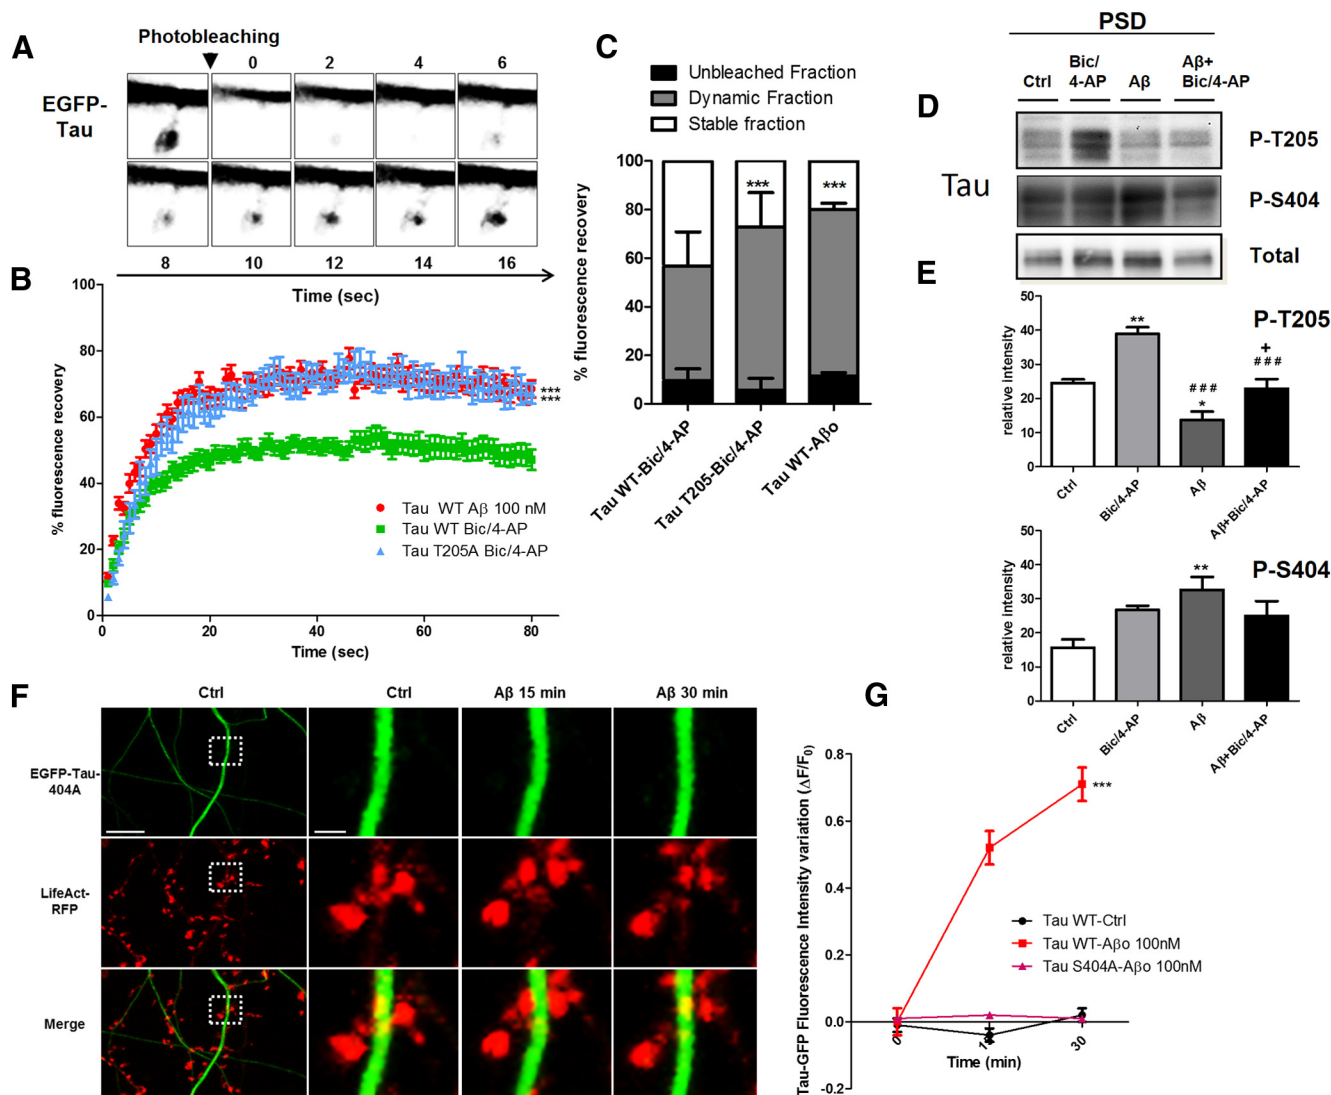 A
Photobleaching
0 2 4 6
EGFP-
Tau
8 10 12 14 16
Time (sec)
B
% fluorescence recovery
100
80
60
40
20
0
***
***
Tau WT Aβ 100 nM
Tau WT Bic/4-AP
Tau T205A Bic/4-AP
0 20 40 60 80
Time (sec)
C
Unbleached Fraction
Dynamic Fraction
Stable fraction
% fluorescence recovery
100
80
60
40
20
0
*** ***
Tau WT-Bic/4-AP
Tau T205-Bic/4-AP
Tau WT-Aβo
PSD
Ctrl
Bic/
4-AP
Aβ
Aβ+
Bic/4-AP
D
Tau
P-T205
P-S404
Total
E
relative intensity
50
40
30
20
10
0
**
###
*
+
###
P-T205
Ctrl
Bic/4-AP
Aβ
Aβ+Bic/4-AP
relative intensity
50
40
30
20
10
0
**
P-S404
Ctrl
Bic/4-AP
Aβ
Aβ+Bic/4-AP
F
Ctrl Ctrl Aβ 15 min Aβ 30 min
EGFP-Tau-
404A
LifeAct-
RFP
Merge
G
Tau-GFP Fluorescence Intensity variation (ΔF/F0)
0.8
0.6
0.4
0.2
0.0
-0.2
***
Tau WT-Ctrl
Tau WT-Aβo 100nM
Tau S404A-Aβo 100nM
0 15 30
Time (min)